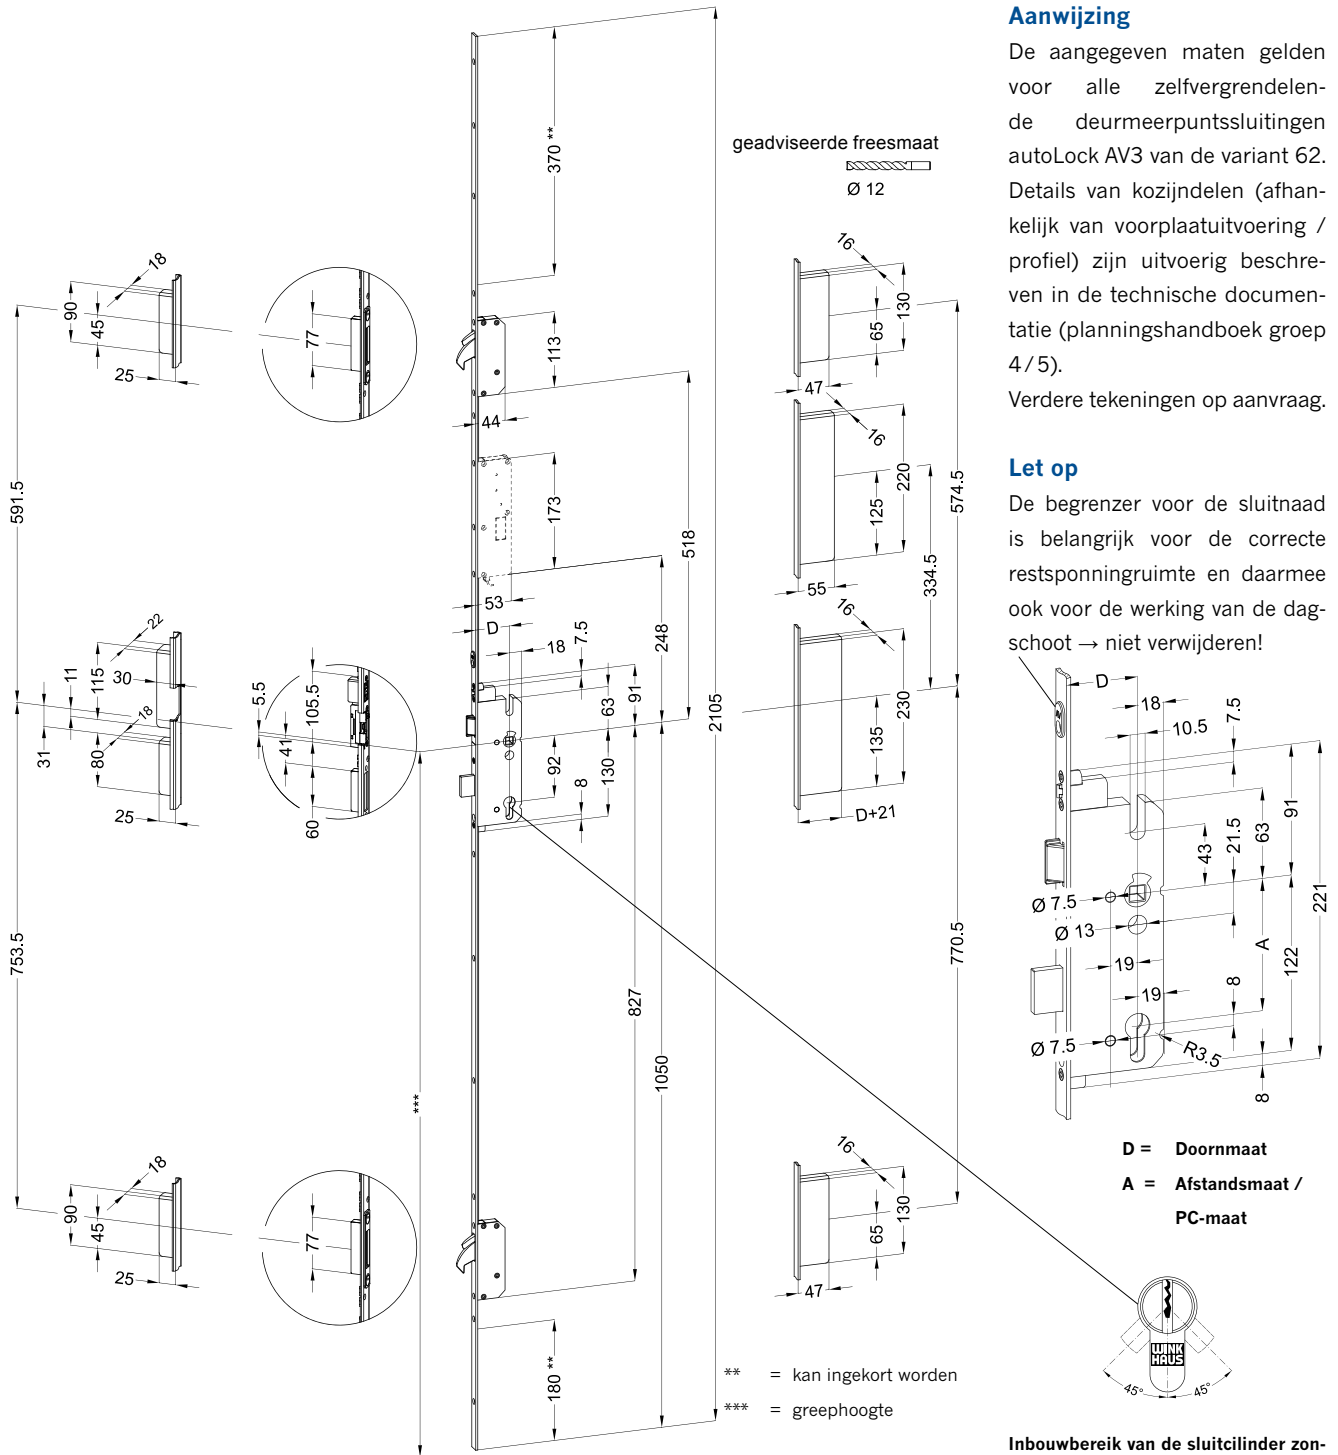 Aanwijzing
De aangegeven maten gelden
voor alle zelfvergrendelen-
de deurmeerpuntssluitingen
autoLock AV3 van de variant 62.
Details van kozijndelen (afhan-
kelijk van voorplaatuitvoering /
profiel) zijn uitvoerig beschre-
ven in de technische documen-
tatie (planningshandboek groep
4 / 5).
Verdere tekeningen op aanvraag.
Let op
De begrenzer voor de sluitnaad
is belangrijk voor de correcte
restsponningruimte en daarmee
ook voor de werking van de dag-
schoot → niet verwijderen!
geadviseerde freesmaat
Ø 12
18
90
45
25
591.5
22
11
115
30
18
31
80
25
753.5
18
90
45
25
77
5.5
105.5
41
60
77
***
370 **
113
44
173
53
D
18
7.5
518
248
91
63
2105
92
130
8
827
1050
180 **
16
130
65
47
16
220
125
55
574.5
334.5
16
230
135
D+21
770.5
16
130
65
47
D
18
10.5
7.5
91
63
21.5
43
Ø 7.5
Ø 13
221
A
122
19
19
8
Ø 7.5
R3.5
8
D = Doornmaat
A = Afstandsmaat /
PC-maat
WINK
HAUS
45°
45°
** = kan ingekort worden
*** = greephoogte
Inbouwbereik van de sluitcilinder zon-